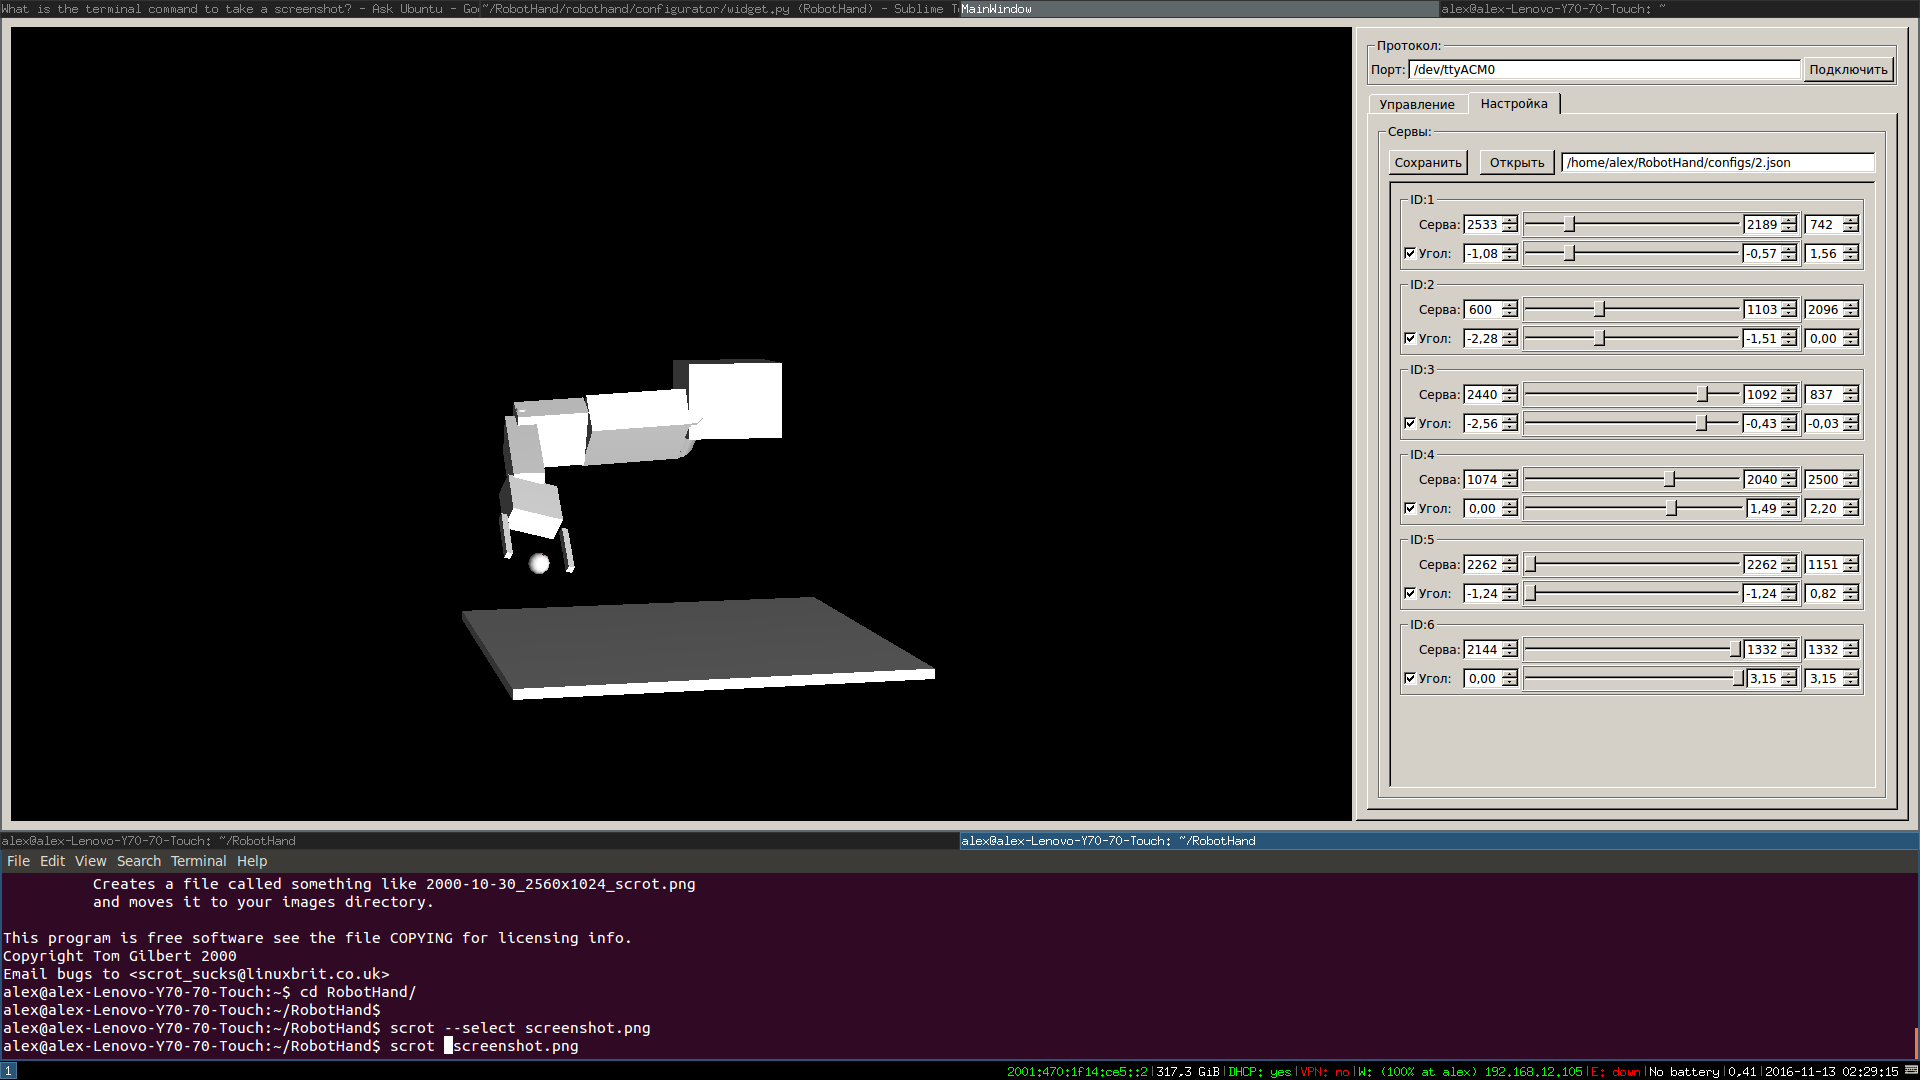 What is the terminal command to take a screenshot? - Ask Ubuntu - Go
~/RobotHand/robothand/configurator/widget.py (RobotHand) - Sublime T
MainWindow
alex@alex-Lenovo-Y70-70-Touch: ~
Протокол:
Порт: /dev/ttyACM0 Подключить
Управление Настройка
Сервы:
Сохранить Открыть /home/alex/RobotHand/configs/2.json
ID:1
Серва: 2533 2189 742
Угол: -1,08 -0,57 1,56
ID:2
Серва: 600 1103 2096
Угол: -2,28 -1,51 0,00
ID:3
Серва: 2440 1092 837
Угол: -2,56 -0,43 -0,03
ID:4
Серва: 1074 2040 2500
Угол: 0,00 1,49 2,20
ID:5
Серва: 2262 2262 1151
Угол: -1,24 -1,24 0,82
ID:6
Серва: 2144 1332 1332
Угол: 0,00 3,15 3,15
alex@alex-Lenovo-Y70-70-Touch: ~/RobotHand
alex@alex-Lenovo-Y70-70-Touch: ~/RobotHand
File Edit View Search Terminal Help
Creates a file called something like 2000-10-30_2560x1024_scrot.png
and moves it to your images directory.
This program is free software see the file COPYING for licensing info.
Copyright Tom Gilbert 2000
Email bugs to <scrot_sucks@linuxbrit.co.uk>
alex@alex-Lenovo-Y70-70-Touch:~$ cd RobotHand/
alex@alex-Lenovo-Y70-70-Touch:~/RobotHand$
alex@alex-Lenovo-Y70-70-Touch:~/RobotHand$ scrot --select screenshot.png
alex@alex-Lenovo-Y70-70-Touch:~/RobotHand$ scrot screenshot.png
1
2001:470:1f14:ce5::2|317,3 GiB|DHCP: yes|VPN: no|W: (100% at alex) 192.168.12.105|E: down|No battery|0,41|2016-11-13 02:29:15